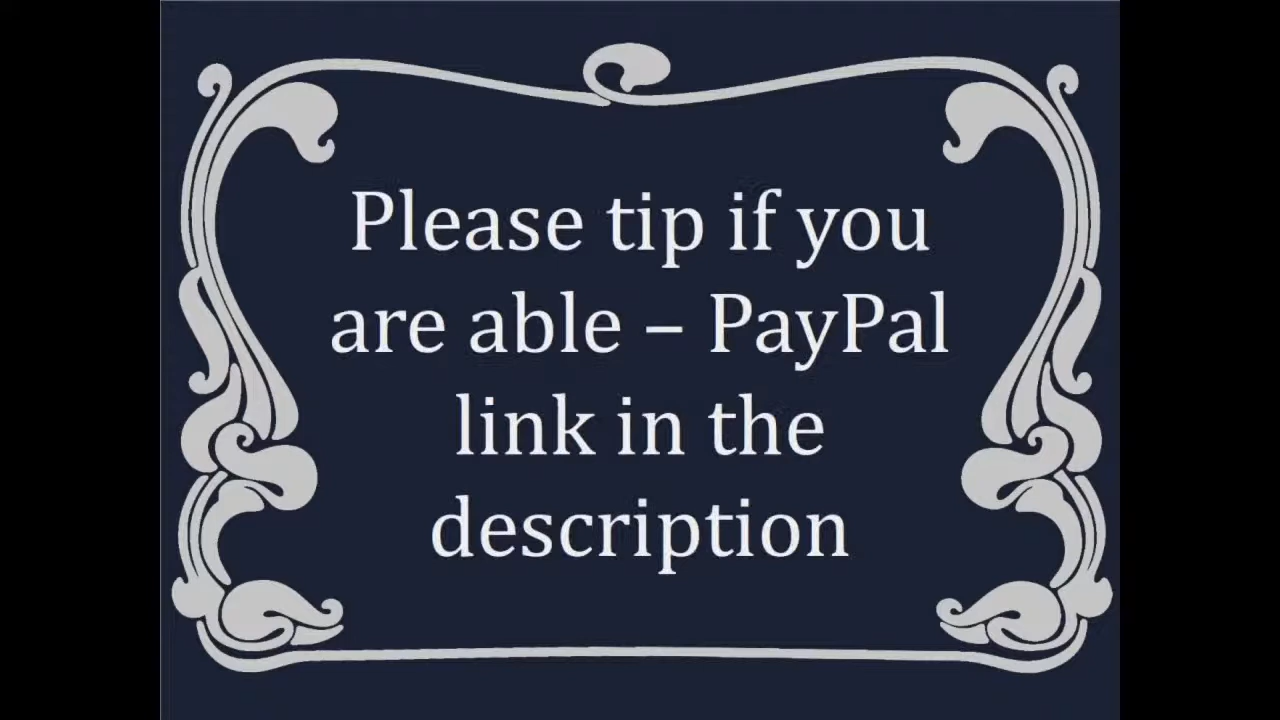 Please tip if you
are able – PayPal
link in the
description